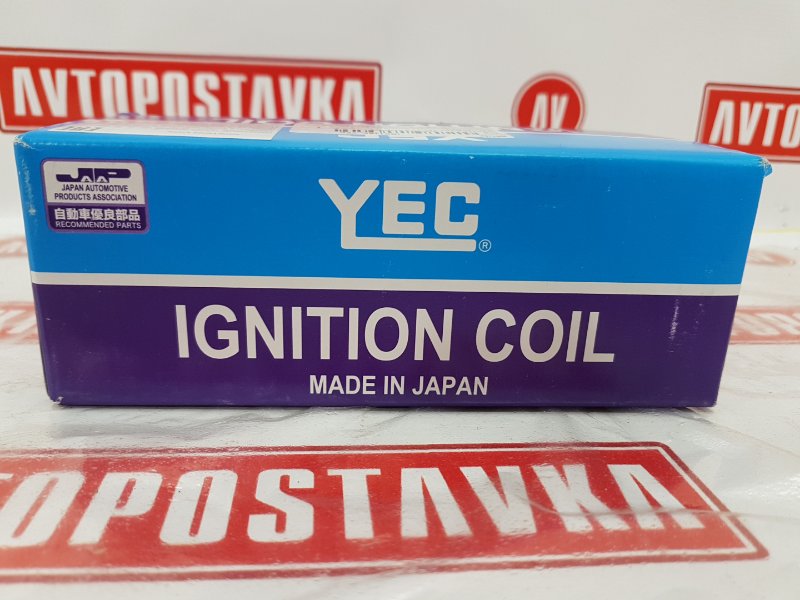 AVTOPOSTAVKA
AV
AVTO
JAPA
JAPAN AUTOMOTIVE
PRODUCTS ASSOCIATION
自動車優良部品
RECOMMENDED PARTS
YEC
®
IGNITION COIL
MADE IN JAPAN
TOPOSTAVKA